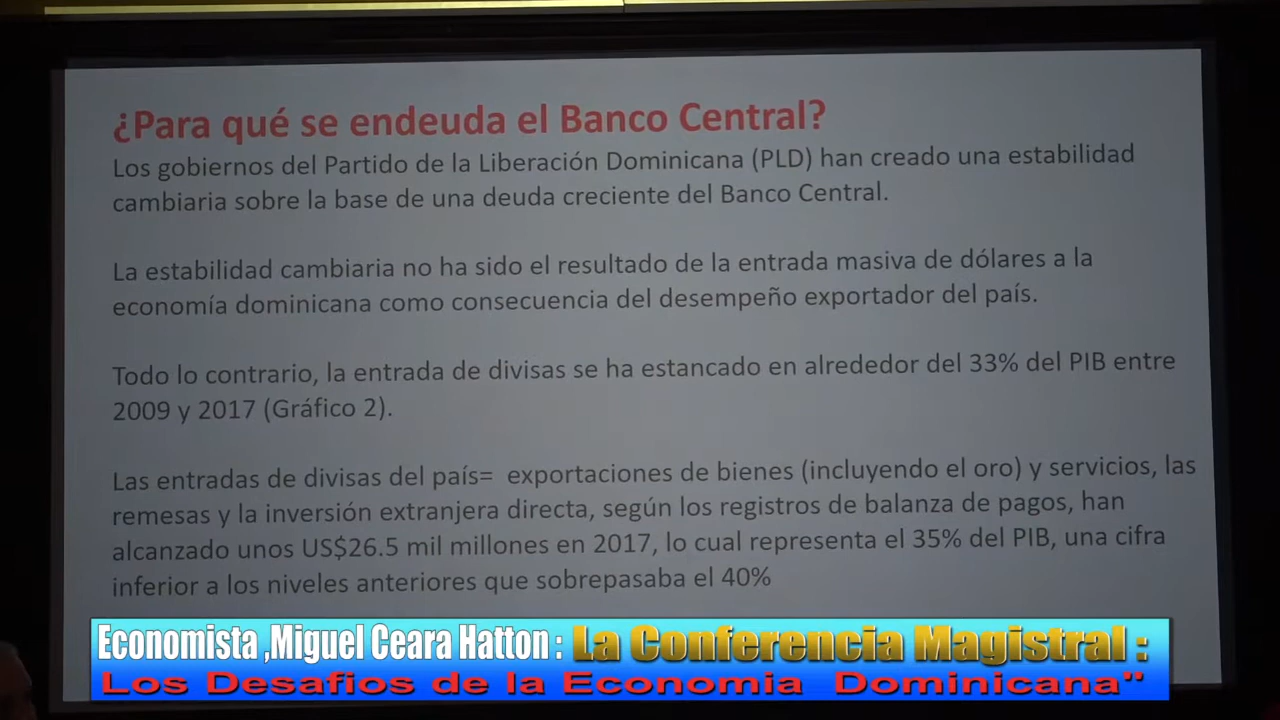 ¿Para qué se endeuda el Banco Central?
Los gobiernos del Partido de la Liberación Dominicana (PLD) han creado una estabilidad
cambiaria sobre la base de una deuda creciente del Banco Central.
La estabilidad cambiaria no ha sido el resultado de la entrada masiva de dólares a la
economía dominicana como consecuencia del desempeño exportador del país.
Todo lo contrario, la entrada de divisas se ha estancado en alrededor del 33% del PIB entre
2009 y 2017 (Gráfico 2).
Las entradas de divisas del país=  exportaciones de bienes (incluyendo el oro) y servicios, las
remesas y la inversión extranjera directa, según los registros de balanza de pagos, han
alcanzado unos US$26.5 mil millones en 2017, lo cual representa el 35% del PIB, una cifra
inferior a los niveles anteriores que sobrepasaba el 40%
Economista ,Miguel Ceara Hatton : La Conferencia Magistral :
Los Desafios de la Economia  Dominicana"